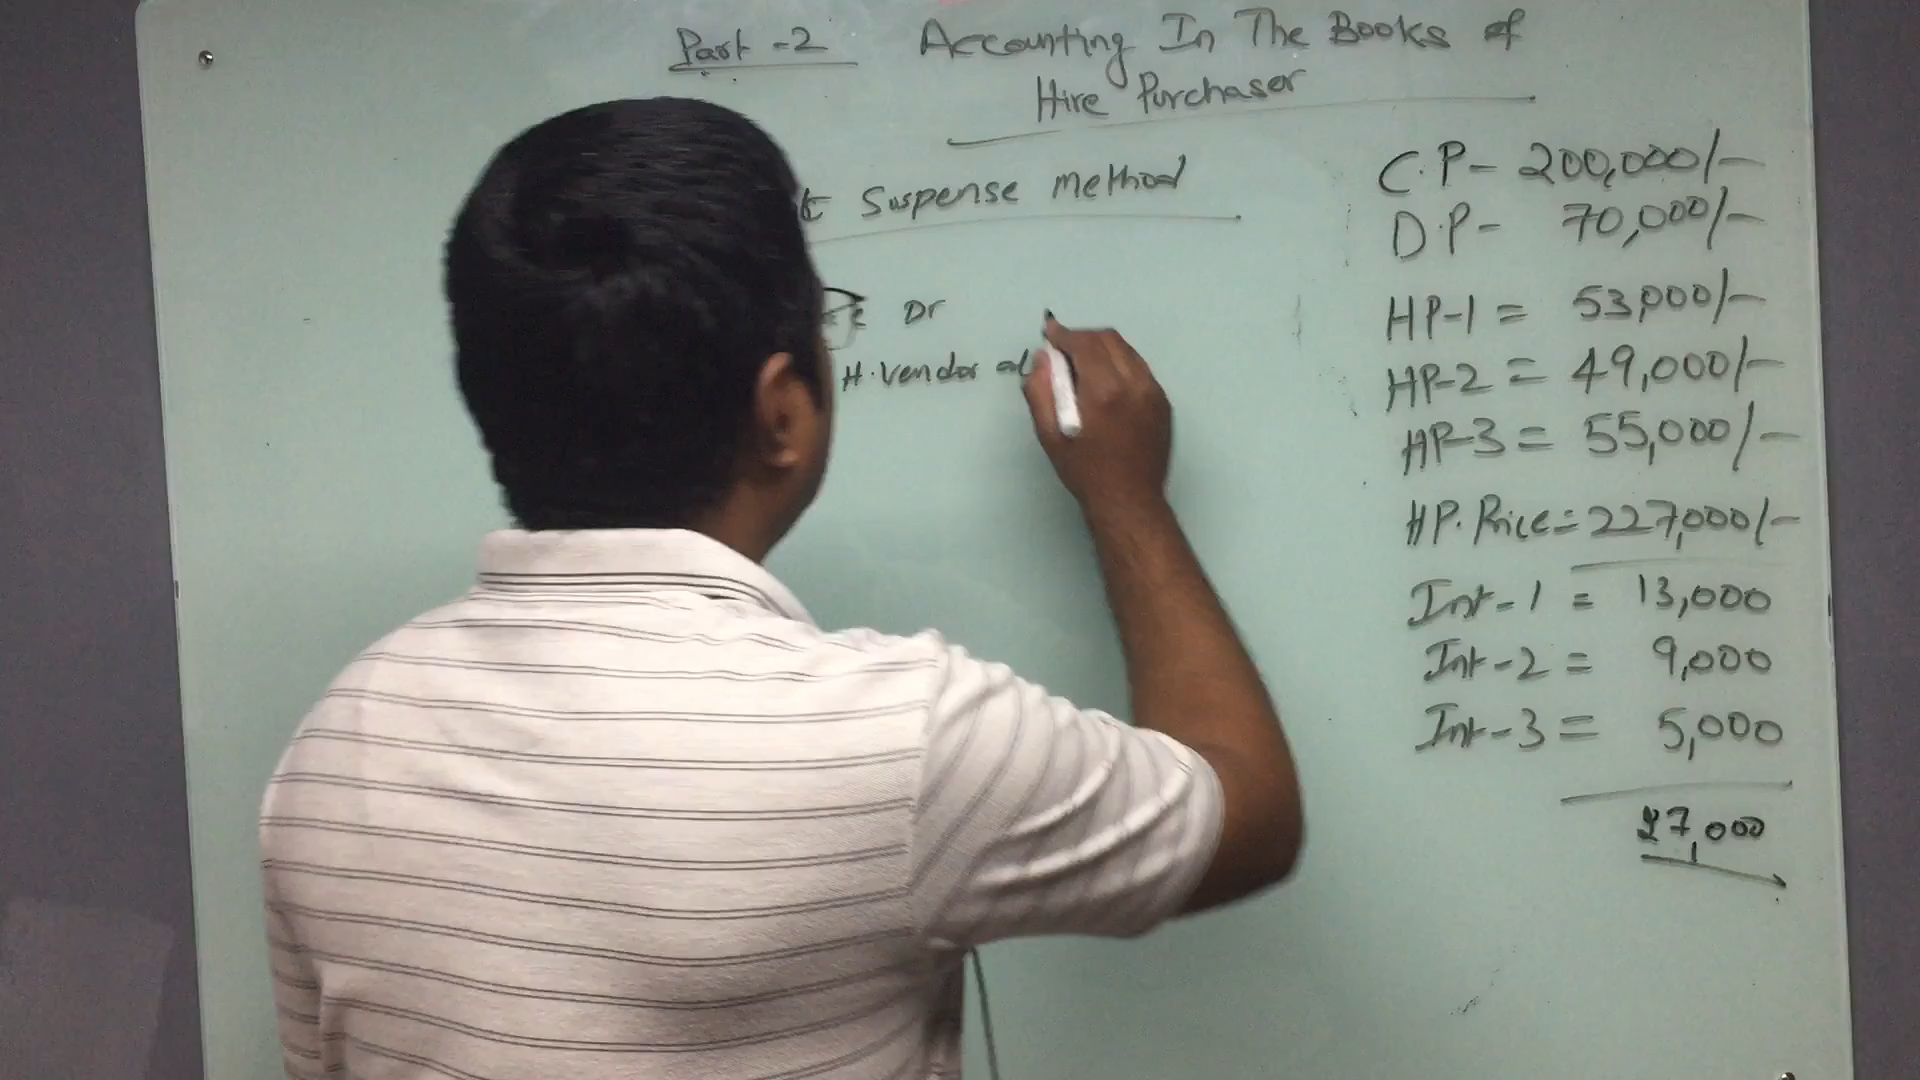 Part -2 Accounting In The Books of
Hire Purchaser
Suspense method
Dr
H. Vendor
C.P - 200,000/-
D.P - 70,000/-
HP-1 = 53,000/-
HP-2 = 49,000/-
HP-3 = 55,000/-
HP. Price = 227,000/-
Int-1 = 13,000
Int-2 = 9,000
Int-3 = 5,000
27,000